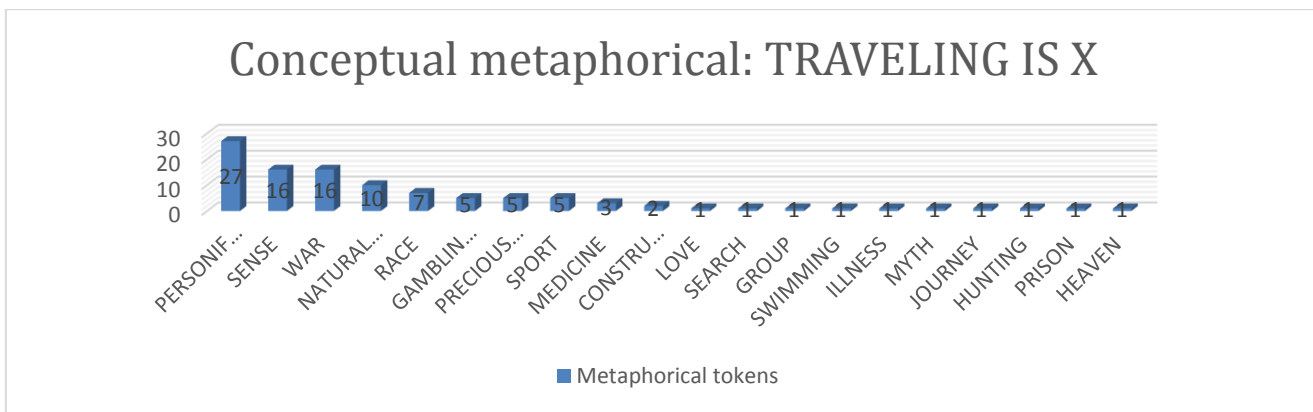 Conceptual metaphorical: TRAVELING IS X
30
20
10
0
27
16
16
10
7
5
5
5
3
2
1
1
1
1
1
1
1
1
1
1
PERSONIF...
SENSE
WAR
NATURAL...
RACE
GAMBLIN...
PRECIOUS...
SPORT
MEDICINE
CONSTRU...
LOVE
SEARCH
GROUP
SWIMMING
ILLNESS
MYTH
JOURNEY
HUNTING
PRISON
HEAVEN
Metaphorical tokens